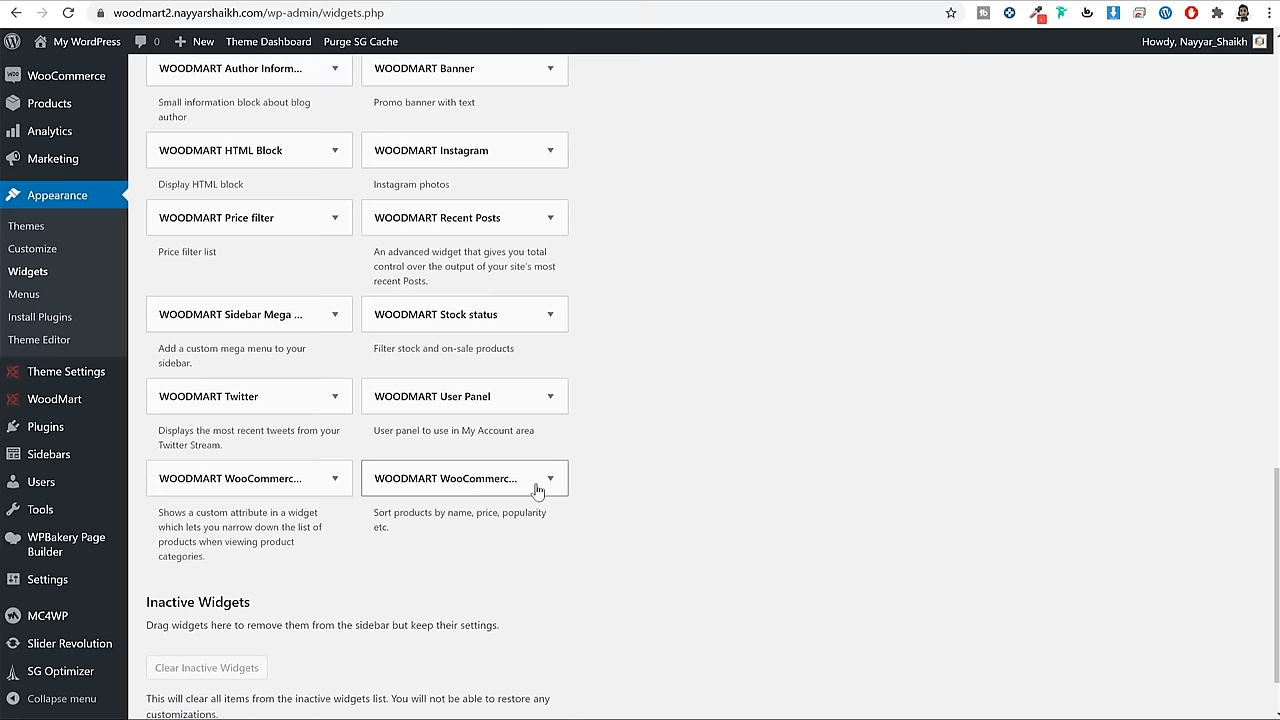 woodmart2.nayyarshaikh.com/wp-admin/widgets.php
My WordPress
0
New
Theme Dashboard
Purge SG Cache
Howdy, Nayyar_Shaikh
WooCommerce
Products
Analytics
Marketing
Appearance
Themes
Customize
Widgets
Menus
Install Plugins
Theme Editor
Theme Settings
WoodMart
Plugins
Sidebars
Users
Tools
WPBakery Page
Builder
Settings
MC4WP
Slider Revolution
SG Optimizer
Collapse menu
WOODMART Author Inform...
Small information block about blog
author
WOODMART Banner
Promo banner with text
WOODMART HTML Block
Display HTML block
WOODMART Instagram
Instagram photos
WOODMART Price filter
Price filter list
WOODMART Recent Posts
An advanced widget that gives you total
control over the output of your site's most
recent Posts.
WOODMART Sidebar Mega ...
Add a custom mega menu to your
sidebar.
WOODMART Stock status
Filter stock and on-sale products
WOODMART Twitter
Displays the most recent tweets from your
Twitter Stream.
WOODMART User Panel
User panel to use in My Account area
WOODMART WooCommerc...
Shows a custom attribute in a widget
which lets you narrow down the list of
products when viewing product
categories.
WOODMART WooCommerc...
Sort products by name, price, popularity
etc.
Inactive Widgets
Drag widgets here to remove them from the sidebar but keep their settings.
Clear Inactive Widgets
This will clear all items from the inactive widgets list. You will not be able to restore any
customizations.